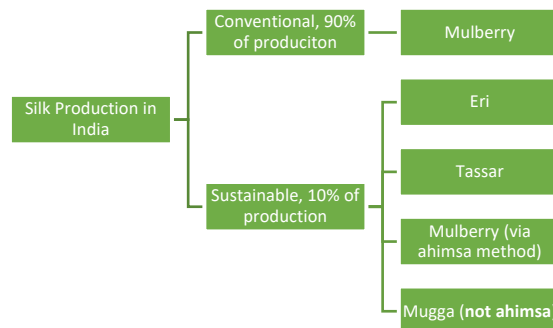 Conventional, 90%
of produciton
Mulberry
Silk Production in
India
Eri
Tassar
Sustainable, 10% of
production
Mulberry (via
ahimsa method)
Mugga (not ahimsa